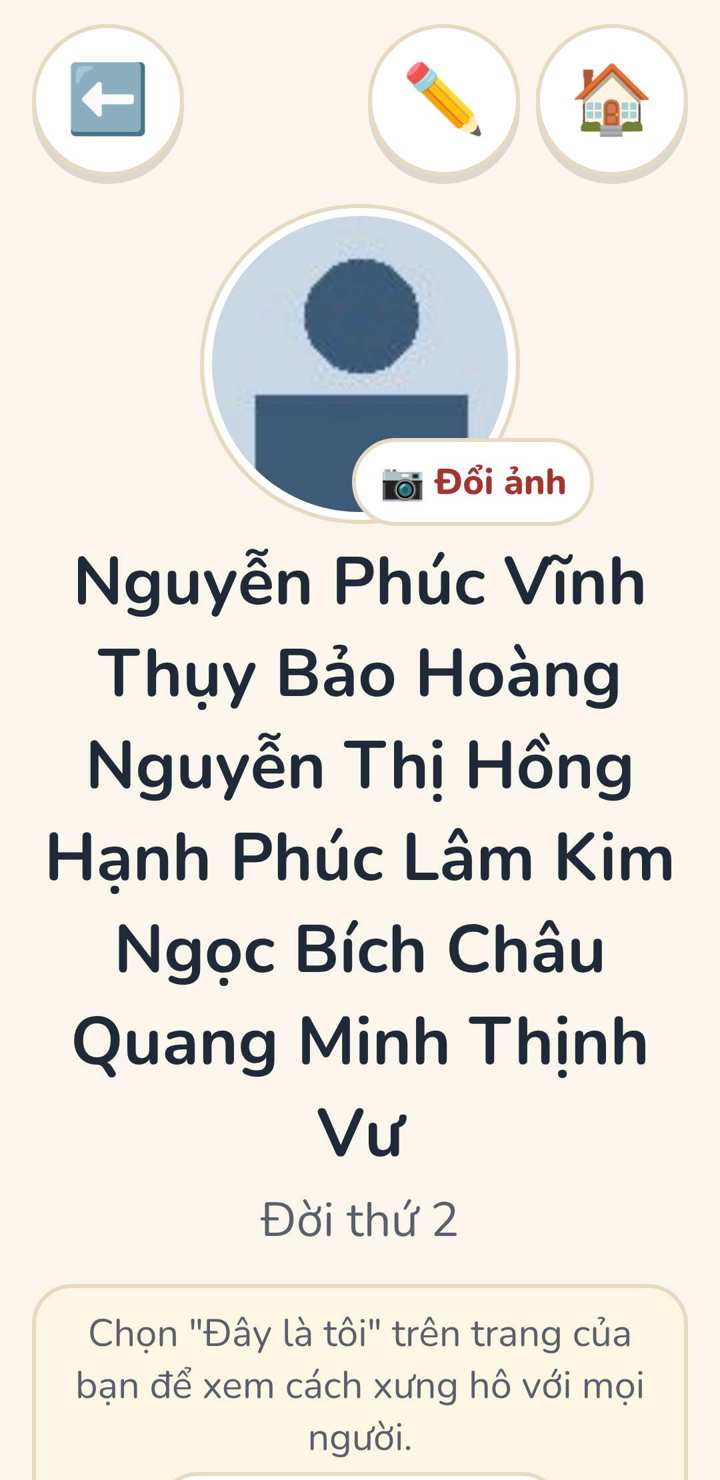 Đổi ảnh
Nguyễn Phúc Vĩnh
Thụy Bảo Hoàng
Nguyễn Thị Hồng
Hạnh Phúc Lâm Kim
Ngọc Bích Châu
Quang Minh Thịnh
Vư
Đời thứ 2
Chọn "Đây là tôi" trên trang của
bạn để xem cách xưng hô với mọi
người.